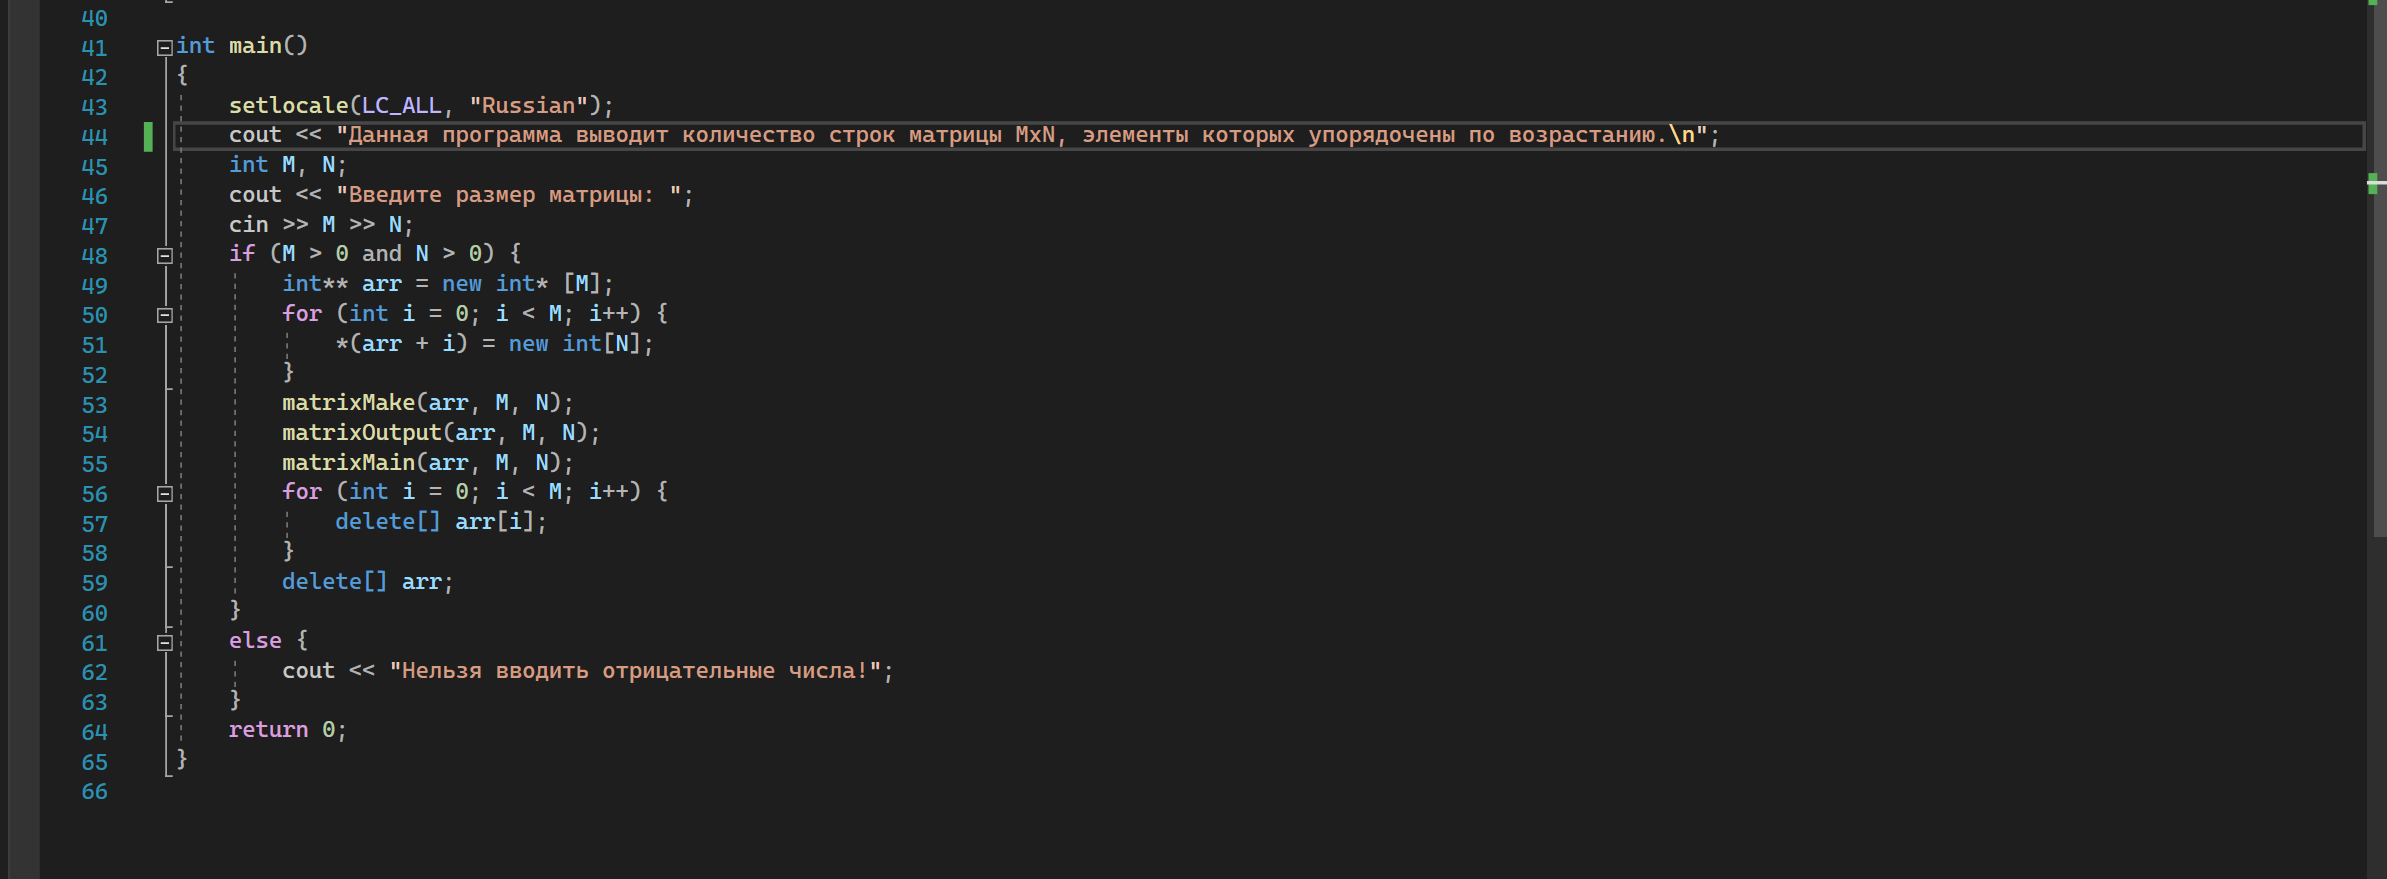 40
41 int main()
42 {
43 setlocale(LC_ALL, "Russian");
44 cout << "Данная программа выводит количество строк матрицы MxN, элементы которых упорядочены по возрастанию.\n";
45 int M, N;
46 cout << "Введите размер матрицы: ";
47 cin >> M >> N;
48 if (M > 0 and N > 0) {
49 int** arr = new int* [M];
50 for (int i = 0; i < M; i++) {
51 *(arr + i) = new int[N];
52 }
53 matrixMake(arr, M, N);
54 matrixOutput(arr, M, N);
55 matrixMain(arr, M, N);
56 for (int i = 0; i < M; i++) {
57 delete[] arr[i];
58 }
59 delete[] arr;
60 }
61 else {
62 cout << "Нельзя вводить отрицательные числа!";
63 }
64 return 0;
65 }
66